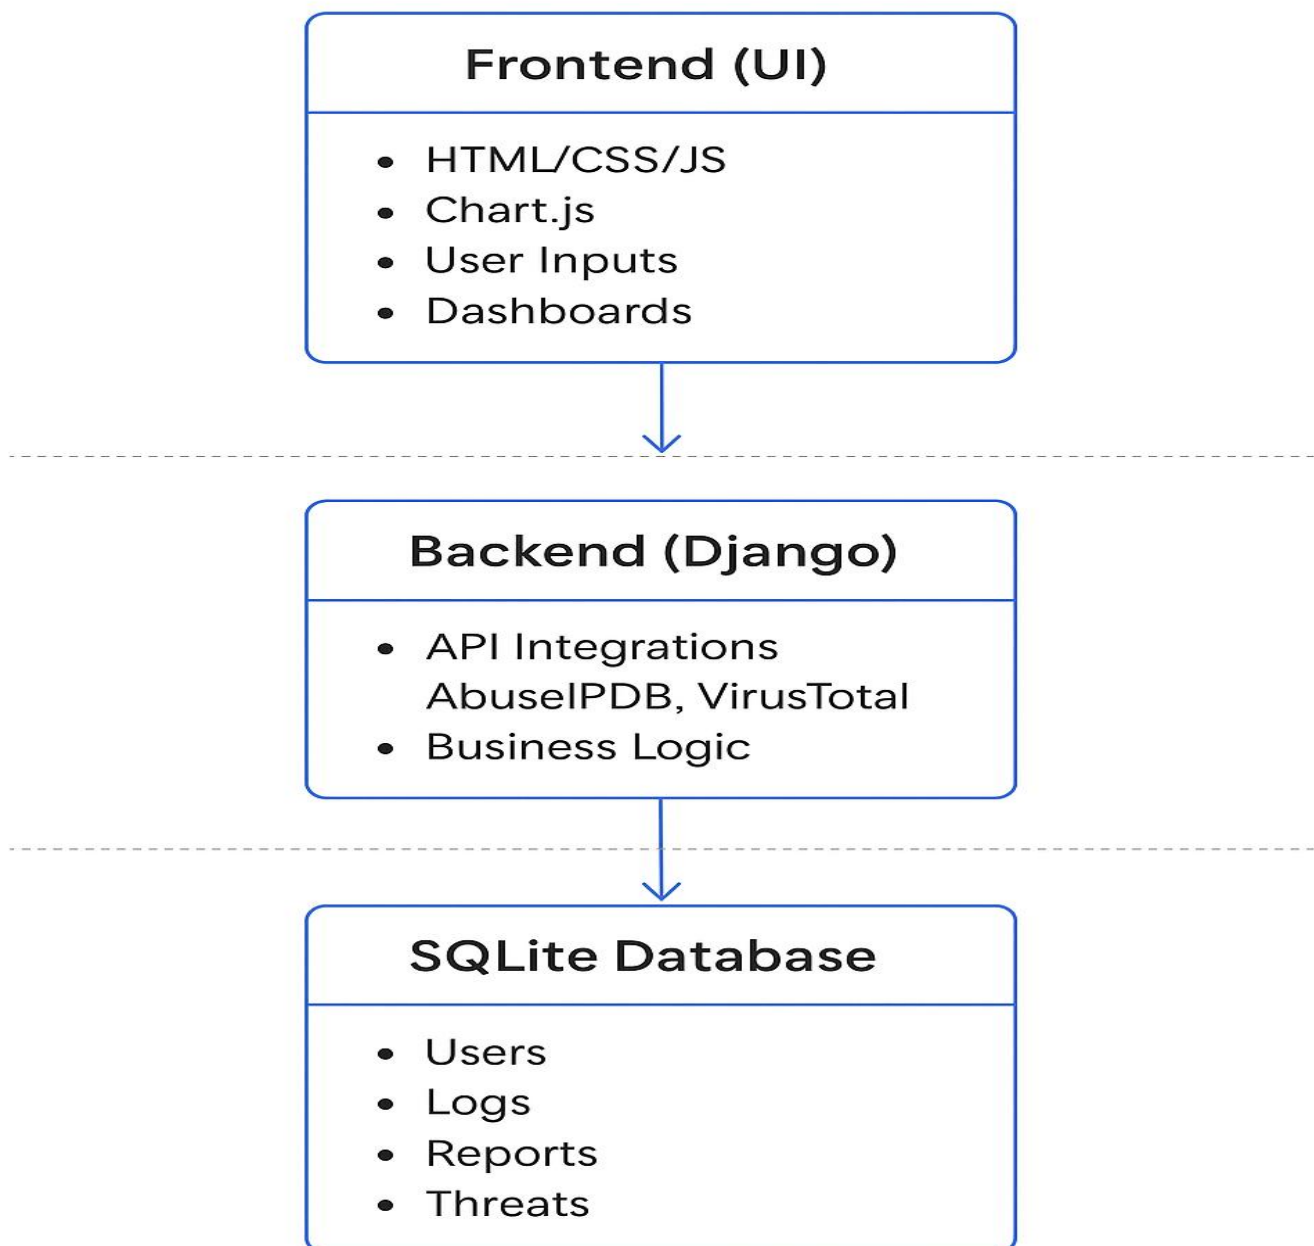 Frontend (UI)
• HTML/CSS/JS
• Chart.js
• User Inputs
• Dashboards
Backend (Django)
• API Integrations
AbuseIPDB, VirusTotal
• Business Logic
SQLite Database
• Users
• Logs
• Reports
• Threats